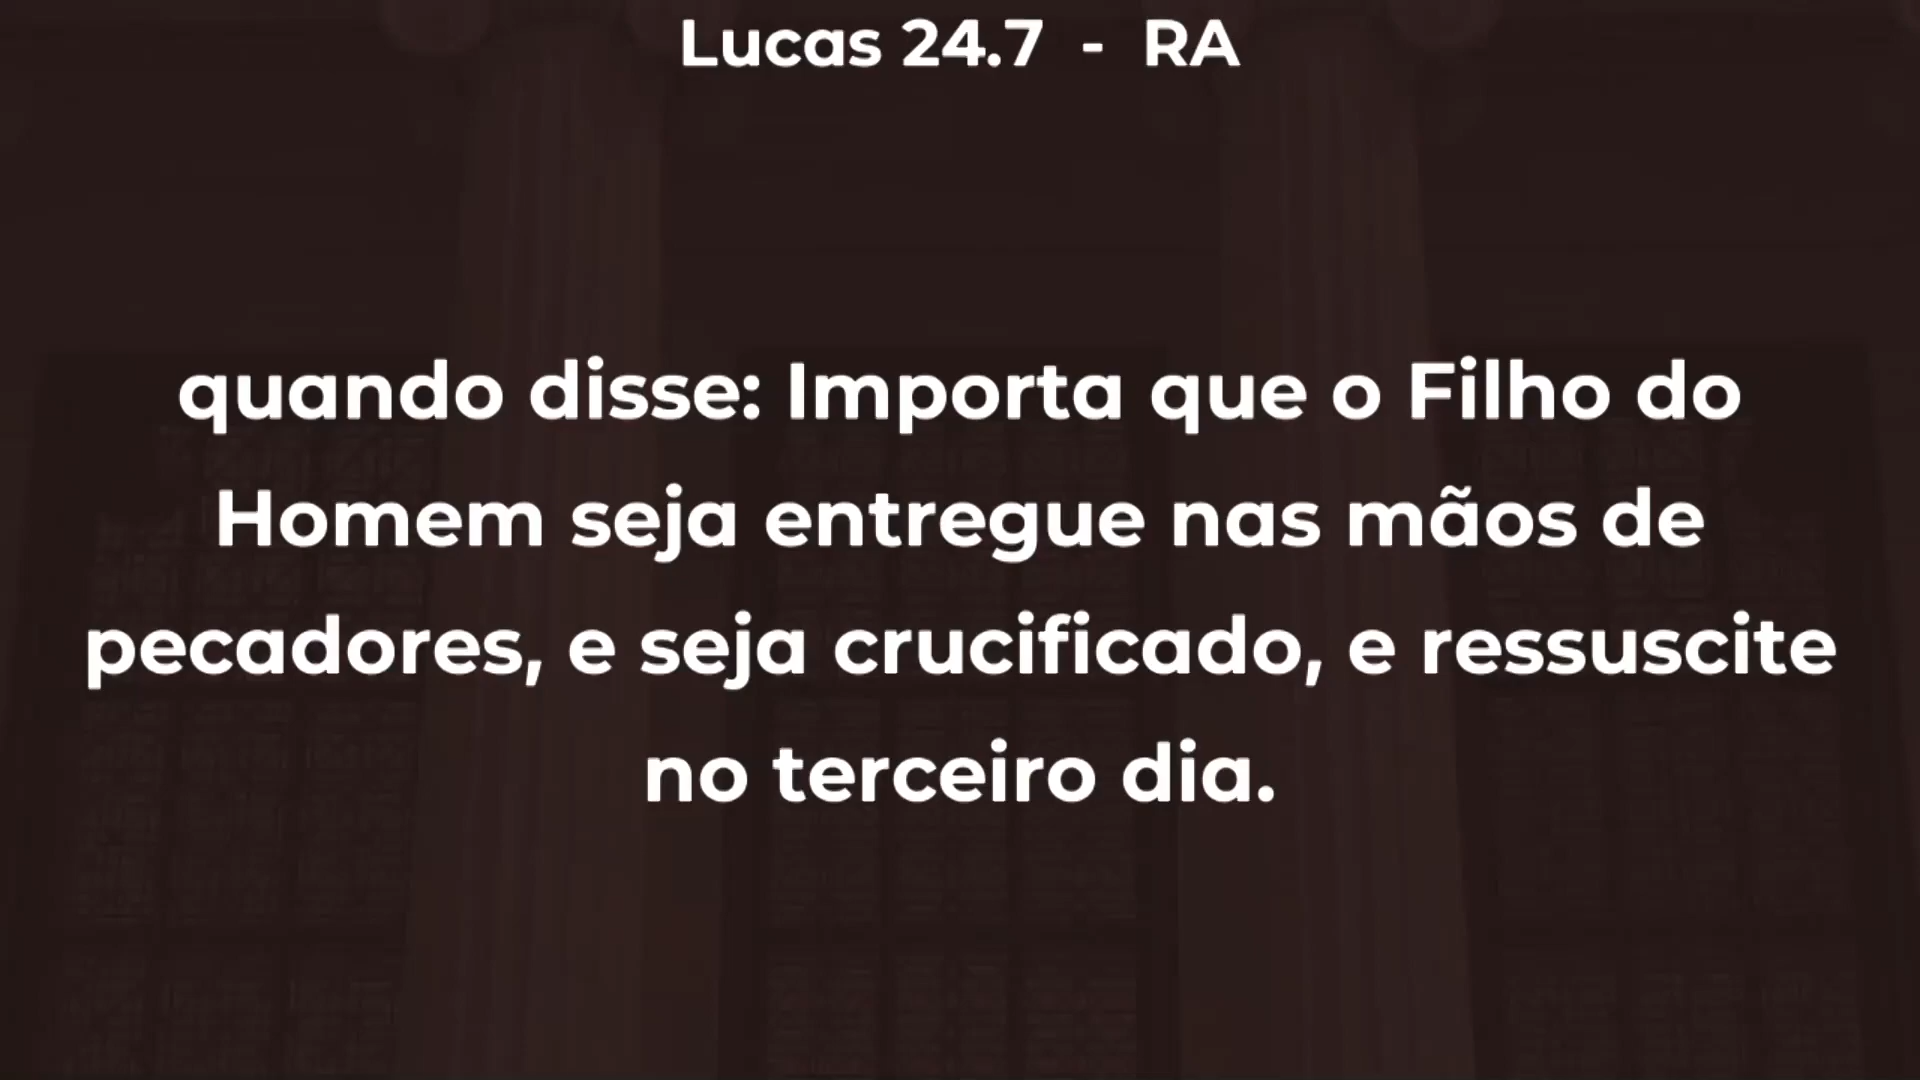 Lucas 24.7 - RA
quando disse: Importa que o Filho do
Homem seja entregue nas mãos de
pecadores, e seja crucificado, e ressuscite
no terceiro dia.